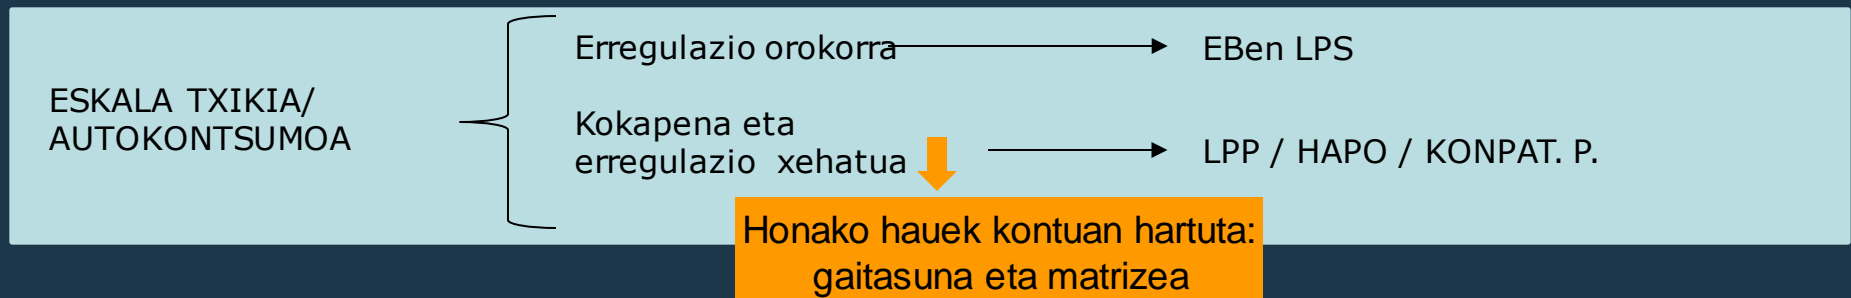 ESKALA TXIKIA/
AUTOKONTSUMOA
Erregulazio orokorra
EBen LPS
Kokapena eta
erregulazio xehatua
LPP / HAPO / KONPAT. P.
Honako hauek kontuan hartuta:
gaitasuna eta matrizea